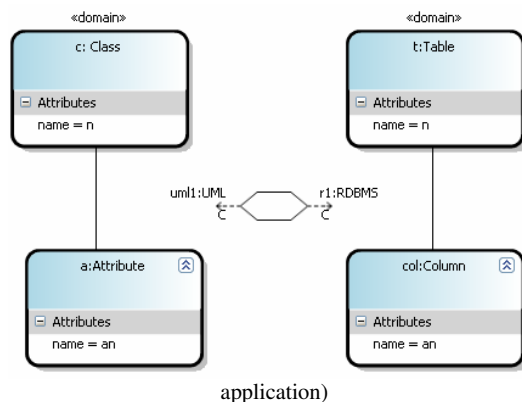 «domain»
c: Class
Attributes
name = n
«domain»
t:Table
Attributes
name = n
uml1:UML
C
r1:RDBMS
C
a:Attribute
Attributes
name = an
col:Column
Attributes
name = an
application)